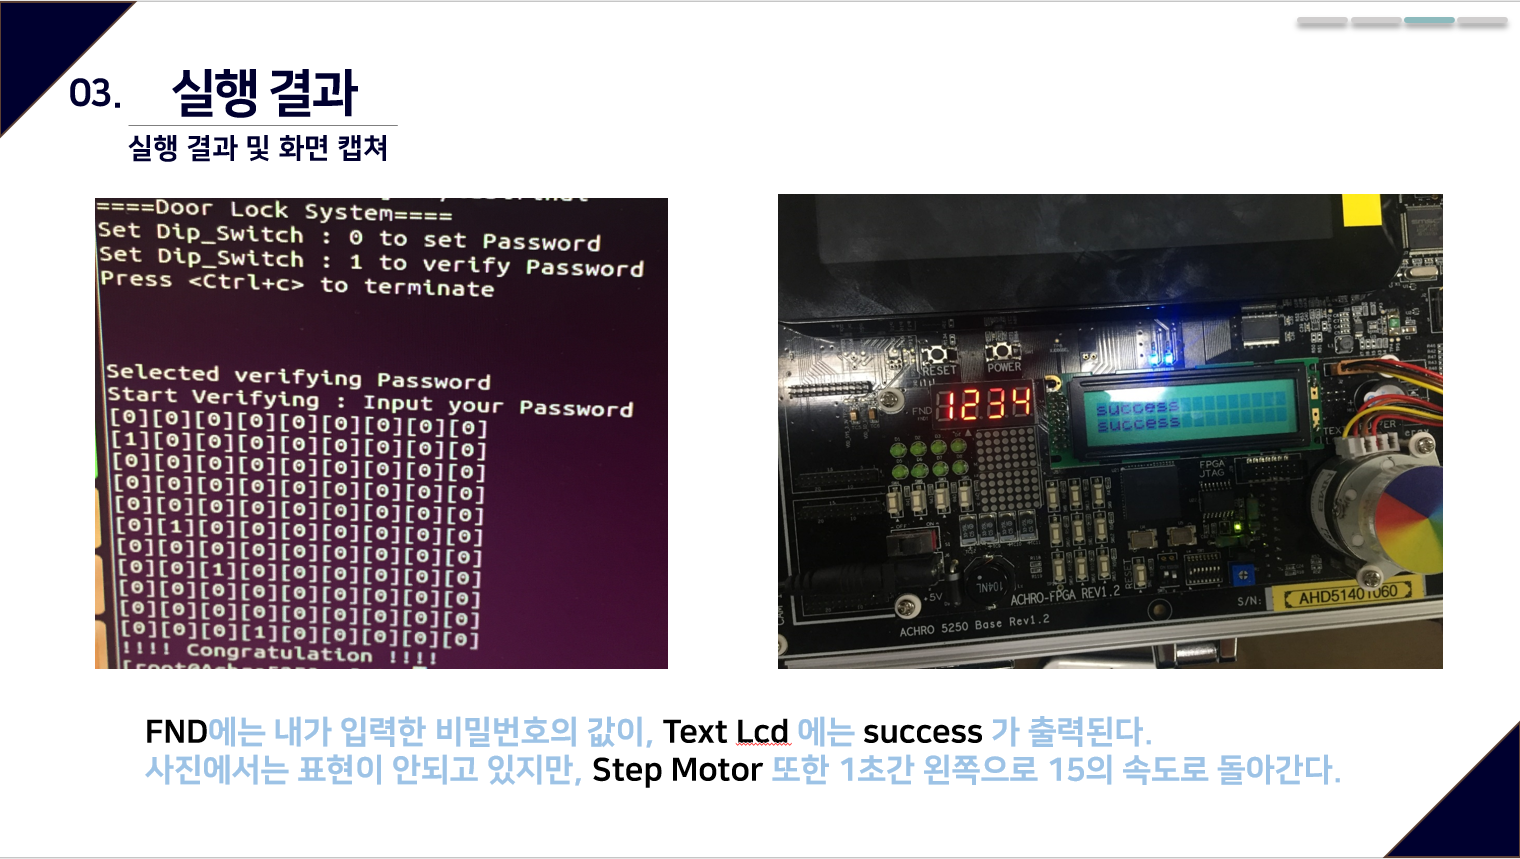 03. 실행 결과
실행 결과 및 화면 캡쳐
====Door Lock System====
Set Dip_Switch : 0 to set Password
Set Dip_Switch : 1 to verify Password
Press <Ctrl+c> to terminate
Selected verifying Password
Start Verifying : Input your Password
[0][0][0][0][0][0][0][0][0]
[1][0][0][0][0][0][0][0][0]
[0][0][0][0][0][0][0][0][0]
[0][0][0][0][0][0][0][0][0]
[0][0][0][0][0][0][0][0][0]
[0][1][0][0][0][0][0][0][0]
[0][0][0][0][0][0][0][0][0]
[0][0][1][0][0][0][0][0][0]
[0][0][0][0][0][0][0][0][0]
[0][0][0][0][0][0][0][0][0]
[0][0][0][1][0][0][0][0][0]
!!!! Congratulation !!!!
RESET
POWER
FND
1234
success
success
FPGA
JTAG
OFF
ON
RESET
+5V
104NL
ACHRO-FPGA REV1.2
S/N:
AHD51401060
ACHRO 5250 Base Rev1.2
FND에는 내가 입력한 비밀번호의 값이, Text Lcd 에는 success 가 출력된다.
사진에서는 표현이 안되고 있지만, Step Motor 또한 1초간 왼쪽으로 15의 속도로 돌아간다.